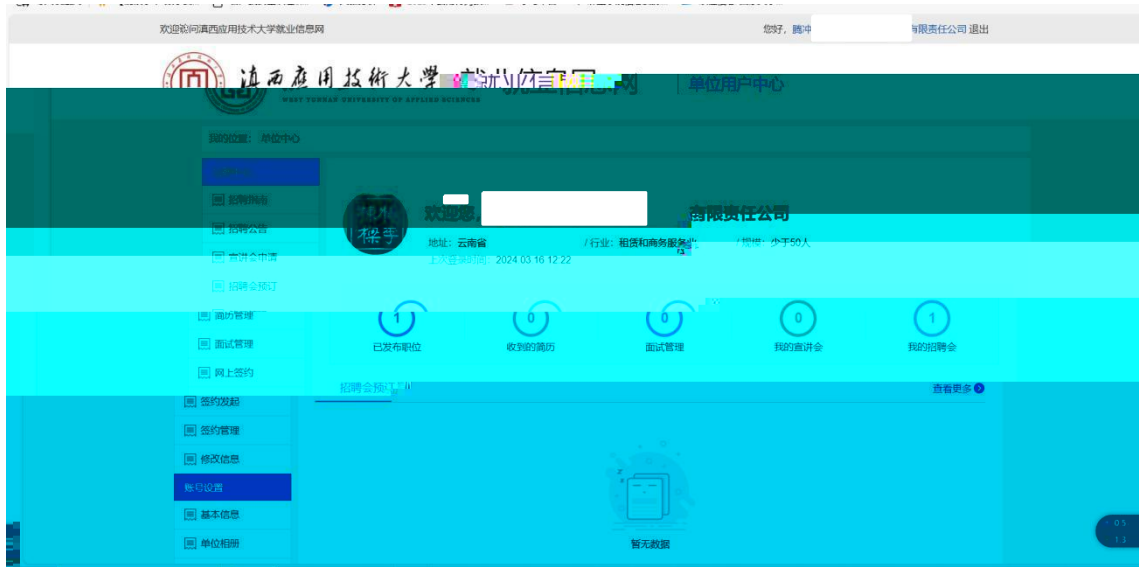 欢迎访问滇西应用技术大学就业信息网
您好，腾冲 有限责任公司 退出
滇西应用技术大学 就业信息网 单位用户中心
WEST YUNNAN UNIVERSITY OF APPLIED SCIENCES
我的位置： 单位中心
招聘公告
欢迎您， 有限责任公司
地址：云南省 / 行业：租赁和商务服务业 / 规模：少于50人
宣讲会申请
上次登录时间：2024.03.16 12:22
招聘会预订
简历管理
面试管理
网上签约
签约发起
签约管理
修改信息
账号设置
基本信息
单位相册
1
已发布职位
0
收到的简历
0
面试管理
0
我的宣讲会
1
我的招聘会
招聘会预订
查看更多
暂无数据